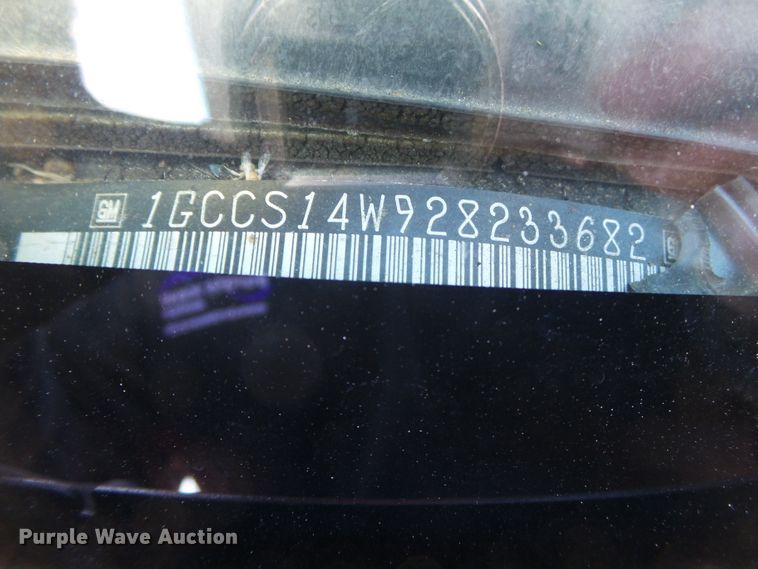 GM 1GCCS14W928233682 G
Purple Wave Auction